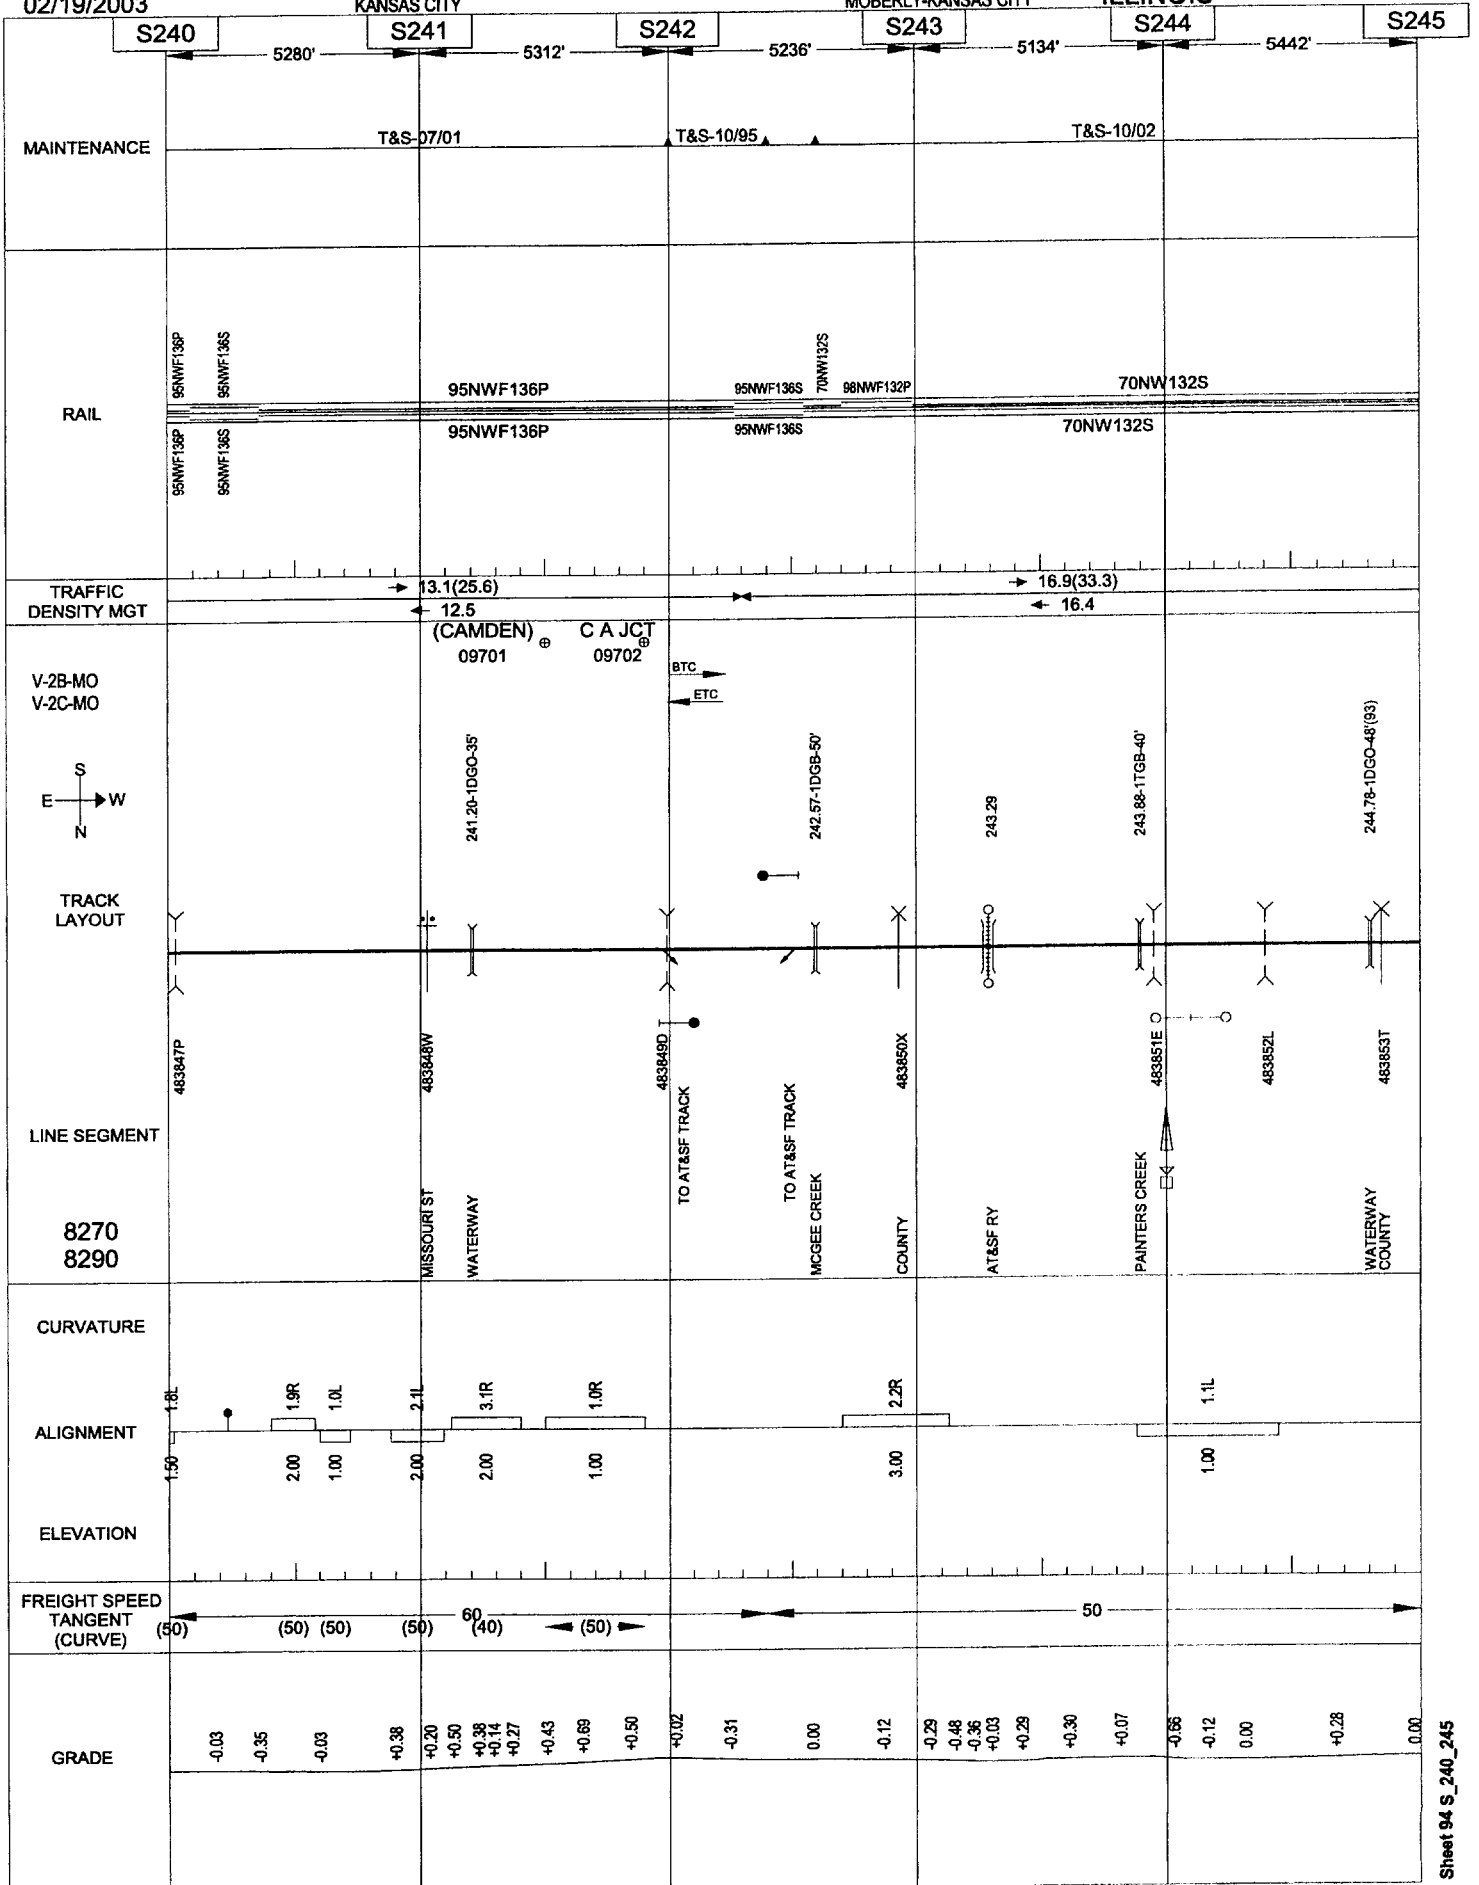 02/19/2003
KANSAS CITY
MOBERLY-KANSAS CITY
ILLINOIS
S240
S241
S242
S243
S244
S245
5280'
5312'
5236'
5134'
5442'
MAINTENANCE
T&S-07/01
T&S-10/95
T&S-10/02
RAIL
95NWF136P
95NWF136S
95NWF136P
95NWF136S
70NW132S
98NWF132P
70NW132S
95NWF136P
95NWF136S
95NWF136P
95NWF136S
70NW132S
TRAFFIC
DENSITY MGT
13.1(25.6)
12.5
16.9(33.3)
16.4
(CAMDEN)
09701
C A JCT
09702
BTC
ETC
V-2B-MO
V-2C-MO
S
E W
N
241.20-1DGO-35'
242.57-1DGB-50'
243.29
243.88-1TGB-40'
244.78-1DGO-48'(93)
TRACK
LAYOUT
483847P
483848W
483849D
483850X
483851E
483852L
483853T
TO AT&SF TRACK
TO AT&SF TRACK
LINE SEGMENT
8270
8290
MISSOURI ST
WATERWAY
MCGEE CREEK
COUNTY
AT&SF RY
PAINTERS CREEK
WATERWAY
COUNTY
CURVATURE
1.8L
1.9R
1.0L
2.1L
3.1R
1.0R
2.2R
1.1L
ALIGNMENT
1.50
2.00
1.00
2.00
2.00
1.00
3.00
1.00
ELEVATION
FREIGHT SPEED
TANGENT
(CURVE)
60
50
(50)
(50)
(50)
(50)
(40)
(50)
GRADE
-0.03
-0.35
-0.03
+0.38
+0.20
+0.50
+0.38
+0.14
+0.27
+0.43
+0.69
+0.50
+0.02
-0.31
0.00
-0.12
-0.29
-0.48
-0.36
+0.03
+0.29
+0.30
+0.07
-0.66
-0.12
0.00
+0.28
0.00
Sheet 94 S_240_245